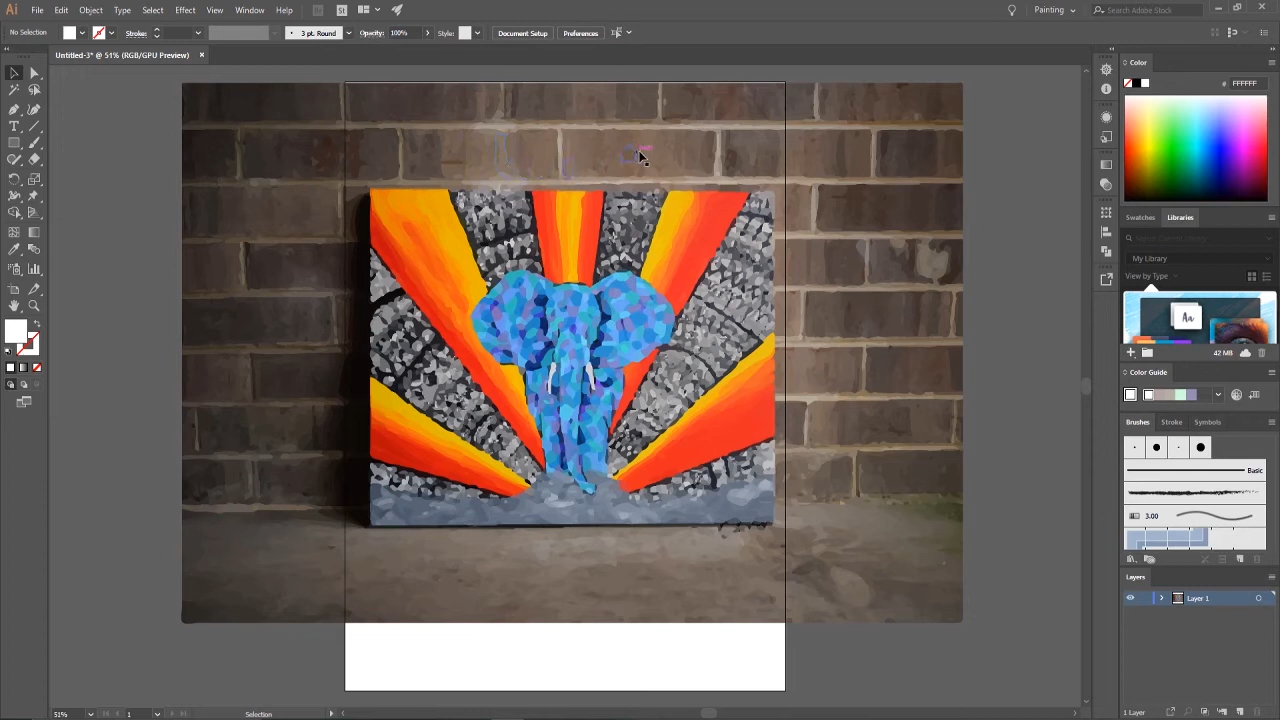 Ai File Edit Object Type Select Effect View Window Help Br St Painting Search Adobe Stock
No Selection Stroke: 3 pt. Round Opacity: 100% Style: Document Setup Preferences
Untitled-3* @ 51% (RGB/GPU Preview) ×
Color
# FFFFFF
Swatches Libraries
My Library
View by Type
Aa
42 MB
Color Guide
Brushes Stroke Symbols
Basic
3.00
Layers
Layer 1
51% 1 Selection 1 Layer